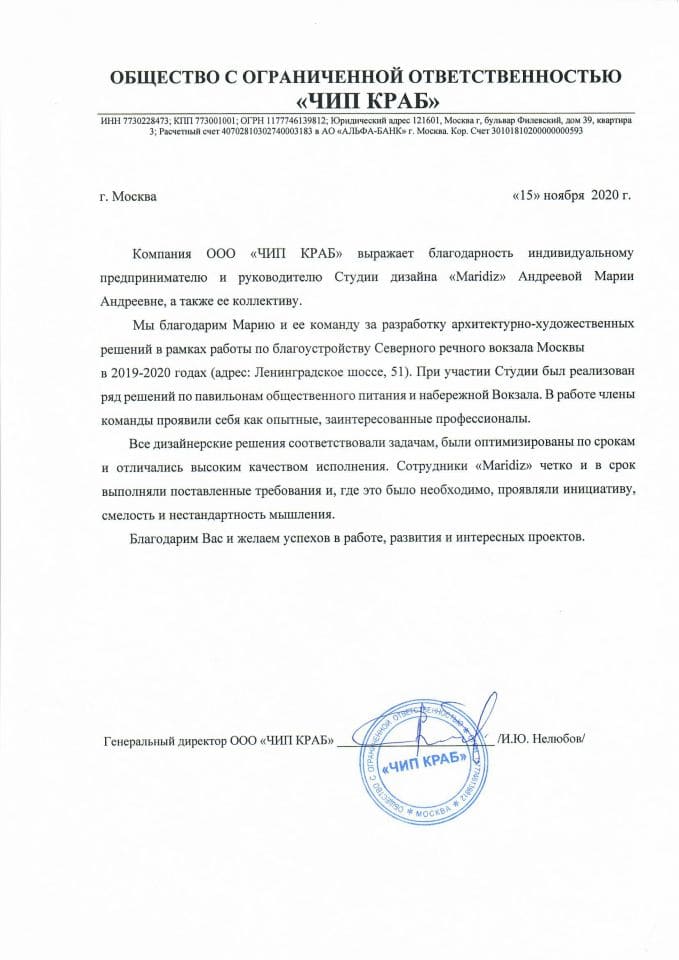 ОБЩЕСТВО С ОГРАНИЧЕННОЙ ОТВЕТСТВЕННОСТЬЮ
«ЧИП КРАБ»
ИНН 7730228473; КПП 773001001; ОГРН 1177746139812; Юридический адрес 121601, Москва г, бульвар Филевский, дом 39, квартира
3; Расчетный счет 40702810302740003183 в АО «АЛЬФА-БАНК» г. Москва. Кор. Счет 30101810200000000593
г. Москва «15» ноября 2020 г.
Компания ООО «ЧИП КРАБ» выражает благодарность индивидуальному
предпринимателю и руководителю Студии дизайна «Maridiz» Андреевой Марии
Андреевне, а также ее коллективу.
Мы благодарим Марию и ее команду за разработку архитектурно-художественных
решений в рамках работы по благоустройству Северного речного вокзала Москвы
в 2019-2020 годах (адрес: Ленинградское шоссе, 51). При участии Студии был реализован
ряд решений по павильонам общественного питания и набережной Вокзала. В работе члены
команды проявили себя как опытные, заинтересованные профессионалы.
Все дизайнерские решения соответствовали задачам, были оптимизированы по срокам
и отличались высоким качеством исполнения. Сотрудники «Maridiz» четко и в срок
выполняли поставленные требования и, где это было необходимо, проявляли инициативу,
смелость и нестандартность мышления.
Благодарим Вас и желаем успехов в работе, развития и интересных проектов.
Генеральный директор ООО «ЧИП КРАБ» /И.Ю. Нелюбов/
ОБЩЕСТВО С ОГРАНИЧЕННОЙ ОТВЕТСТВЕННОСТЬЮ
«ЧИП КРАБ»
МОСКВА